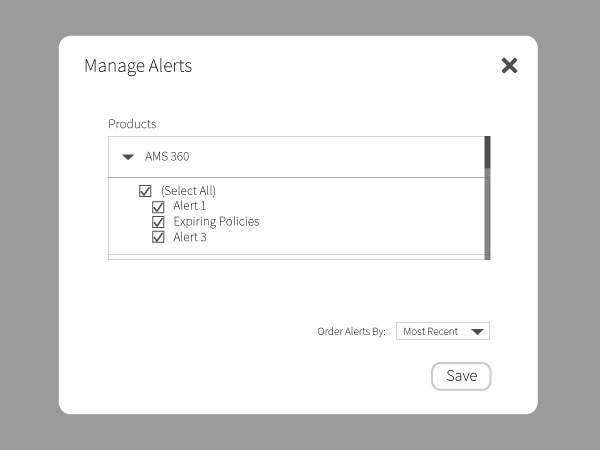 Manage Alerts
Products
AMS 360
(Select All)
Alert 1
Expiring Policies
Alert 3
Order Alerts By: Most Recent
Save